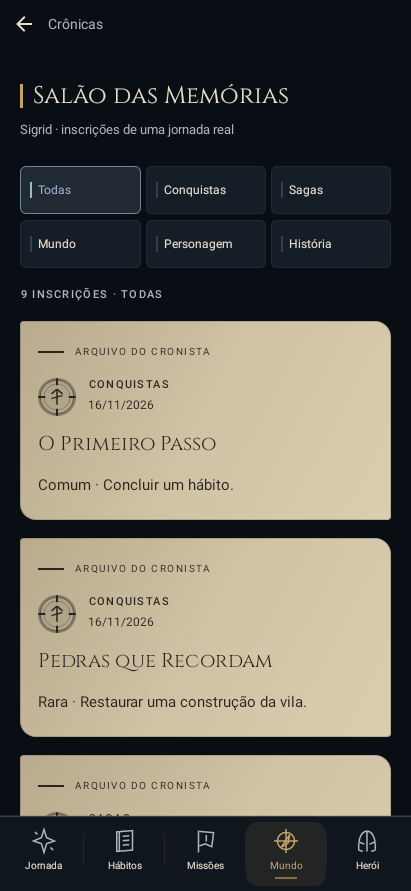 Crônicas
Salão das Memórias
Sigrid · inscrições de uma jornada real
Todas
Conquistas
Sagas
Mundo
Personagem
História
9 INSCRIÇÕES · TODAS
ARQUIVO DO CRONISTA
CONQUISTAS
16/11/2026
O Primeiro Passo
Comum · Concluir um hábito.
ARQUIVO DO CRONISTA
CONQUISTAS
16/11/2026
Pedras que Recordam
Rara · Restaurar uma construção da vila.
ARQUIVO DO CRONISTA
Jornada
Hábitos
Missões
Mundo
Herói